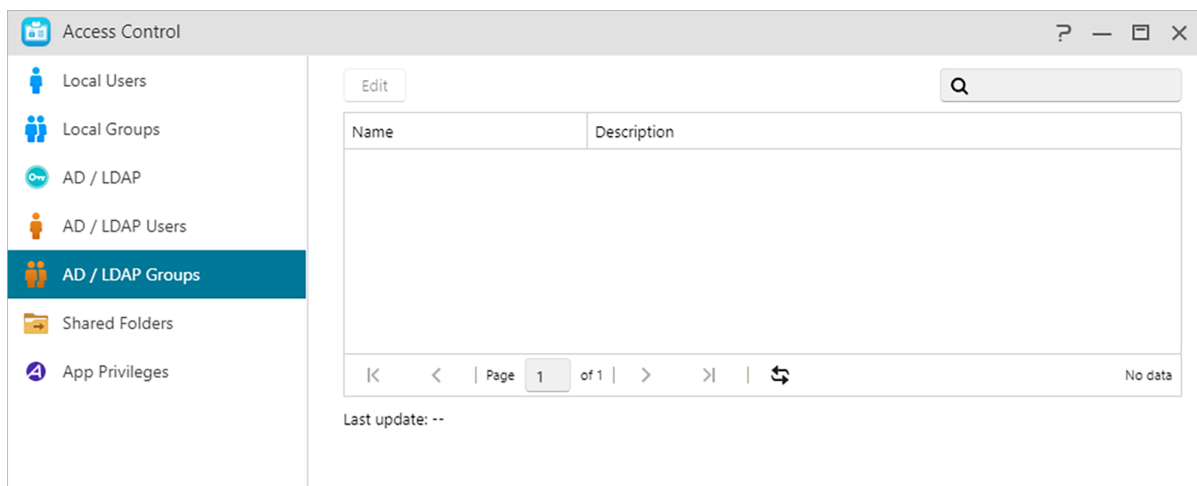 Access Control
Local Users
Local Groups
AD / LDAP
AD / LDAP Users
AD / LDAP Groups
Shared Folders
App Privileges
Edit
Name Description
Page 1 of 1 No data
Last update: --